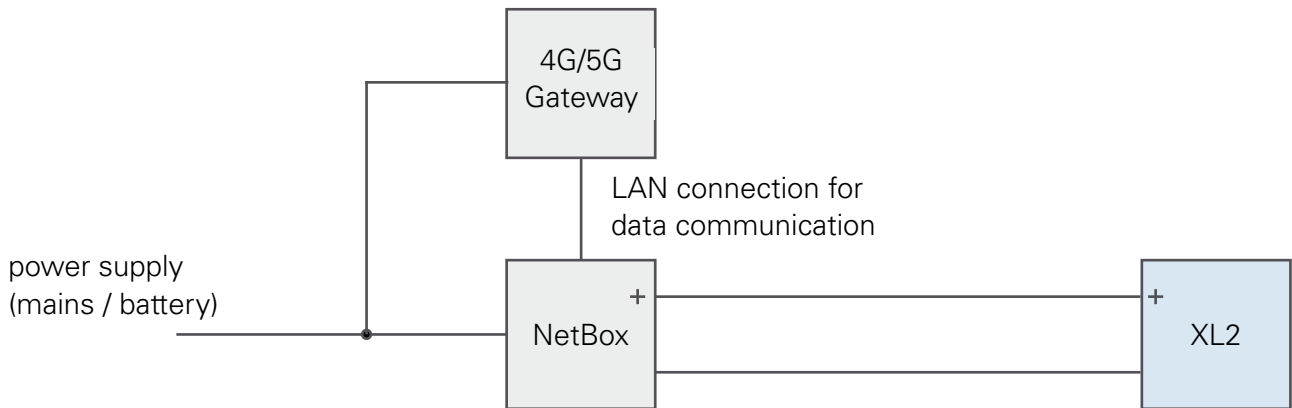 4G/5G
Gateway
LAN connection for
data communication
power supply
(mains / battery)
+
+
NetBox
XL2